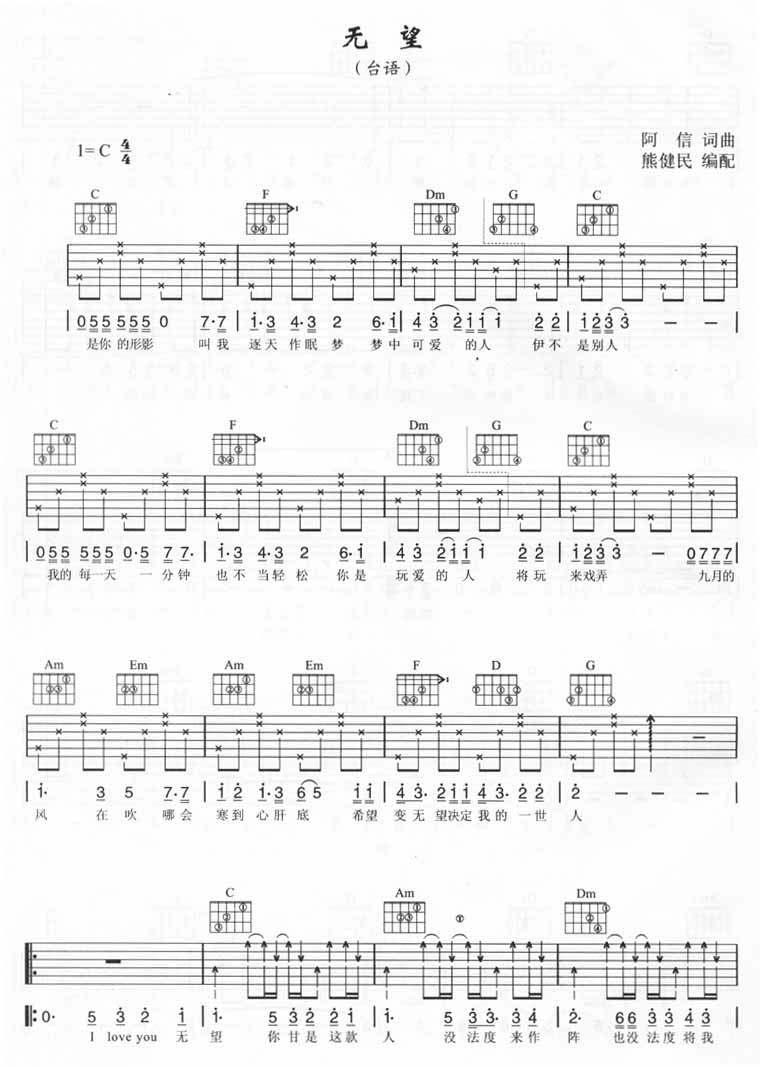 无 望
（台语）
1= C 4/4
阿 信 词曲
熊健民 编配
C F Dm G C
0 5 5 5 5 5 0 7· 7 | i· 3 4· 3 2 6· i | 4 3 2 i i i 2 2 | i 2 3 3 — —
是你 的形影 叫我 逐天 作眠 梦 梦中 可爱 的人 伊不 是别人
C F Dm G C
0 5 5 5 5 5 0· 5 7 7· | i· 3 4· 3 2 6· i | 4 3 2 i i i 2 2 | i 2 3 3 — 0 7 7 7
我的 每一天 一分钟 也不 当轻松 你是 玩爱 的 人 将玩 来戏弄 九月的
Am Em Am Em F D G
i· 3 5 7· 7 | i i· 3 5 6 5 i i | 4 3· 2 i i 4 3· 2 2 | 2 — — —
风 在 吹 哪会 寒到 心 肝 底 希望 变无 望决定 我的 一世 人
C Am Dm
0· 5 3 2 i | i· 5 3 3 4 5 | i· 5 3 3 4 5 | i· 6 6 3 3 4 5
I love you 无 望 你 甘是 这款 人 没 法度 来作 阵 也没 法度 将我